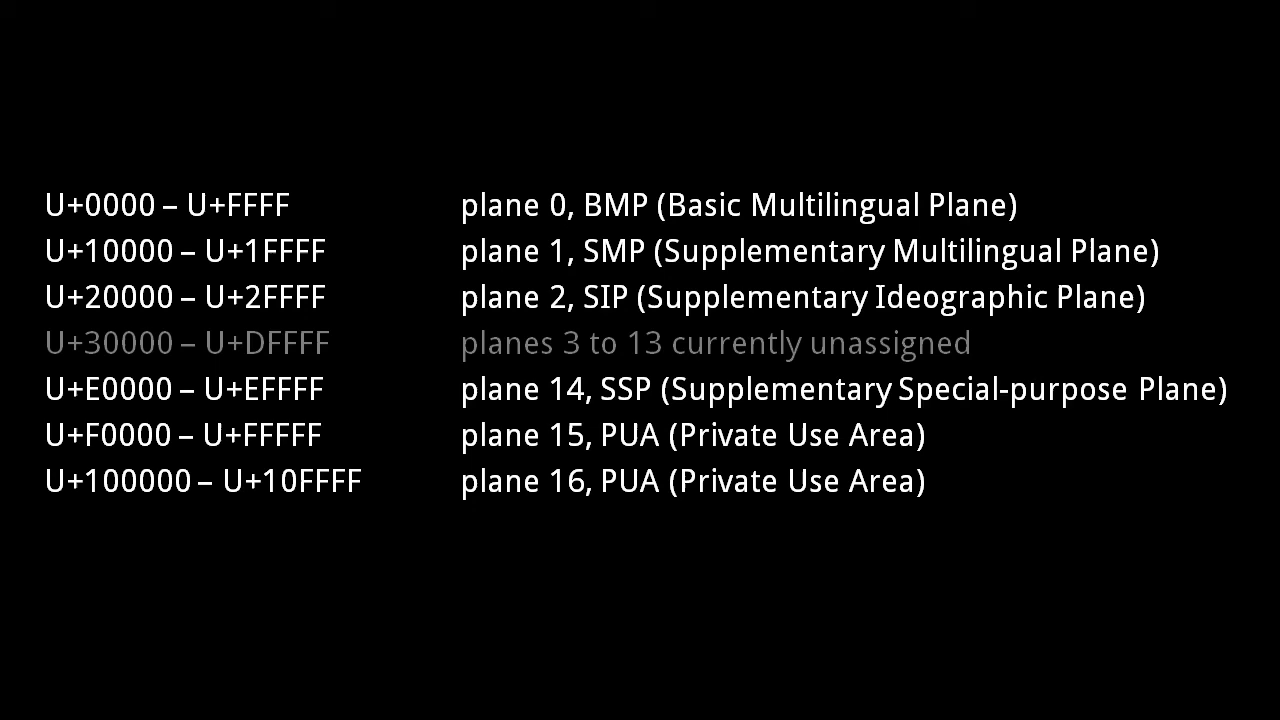 U+0000 – U+FFFF plane 0, BMP (Basic Multilingual Plane)
U+10000 – U+1FFFF plane 1, SMP (Supplementary Multilingual Plane)
U+20000 – U+2FFFF plane 2, SIP (Supplementary Ideographic Plane)
U+30000 – U+DFFFF planes 3 to 13 currently unassigned
U+E0000 – U+EFFFF plane 14, SSP (Supplementary Special-purpose Plane)
U+F0000 – U+FFFFF plane 15, PUA (Private Use Area)
U+100000 – U+10FFFF plane 16, PUA (Private Use Area)